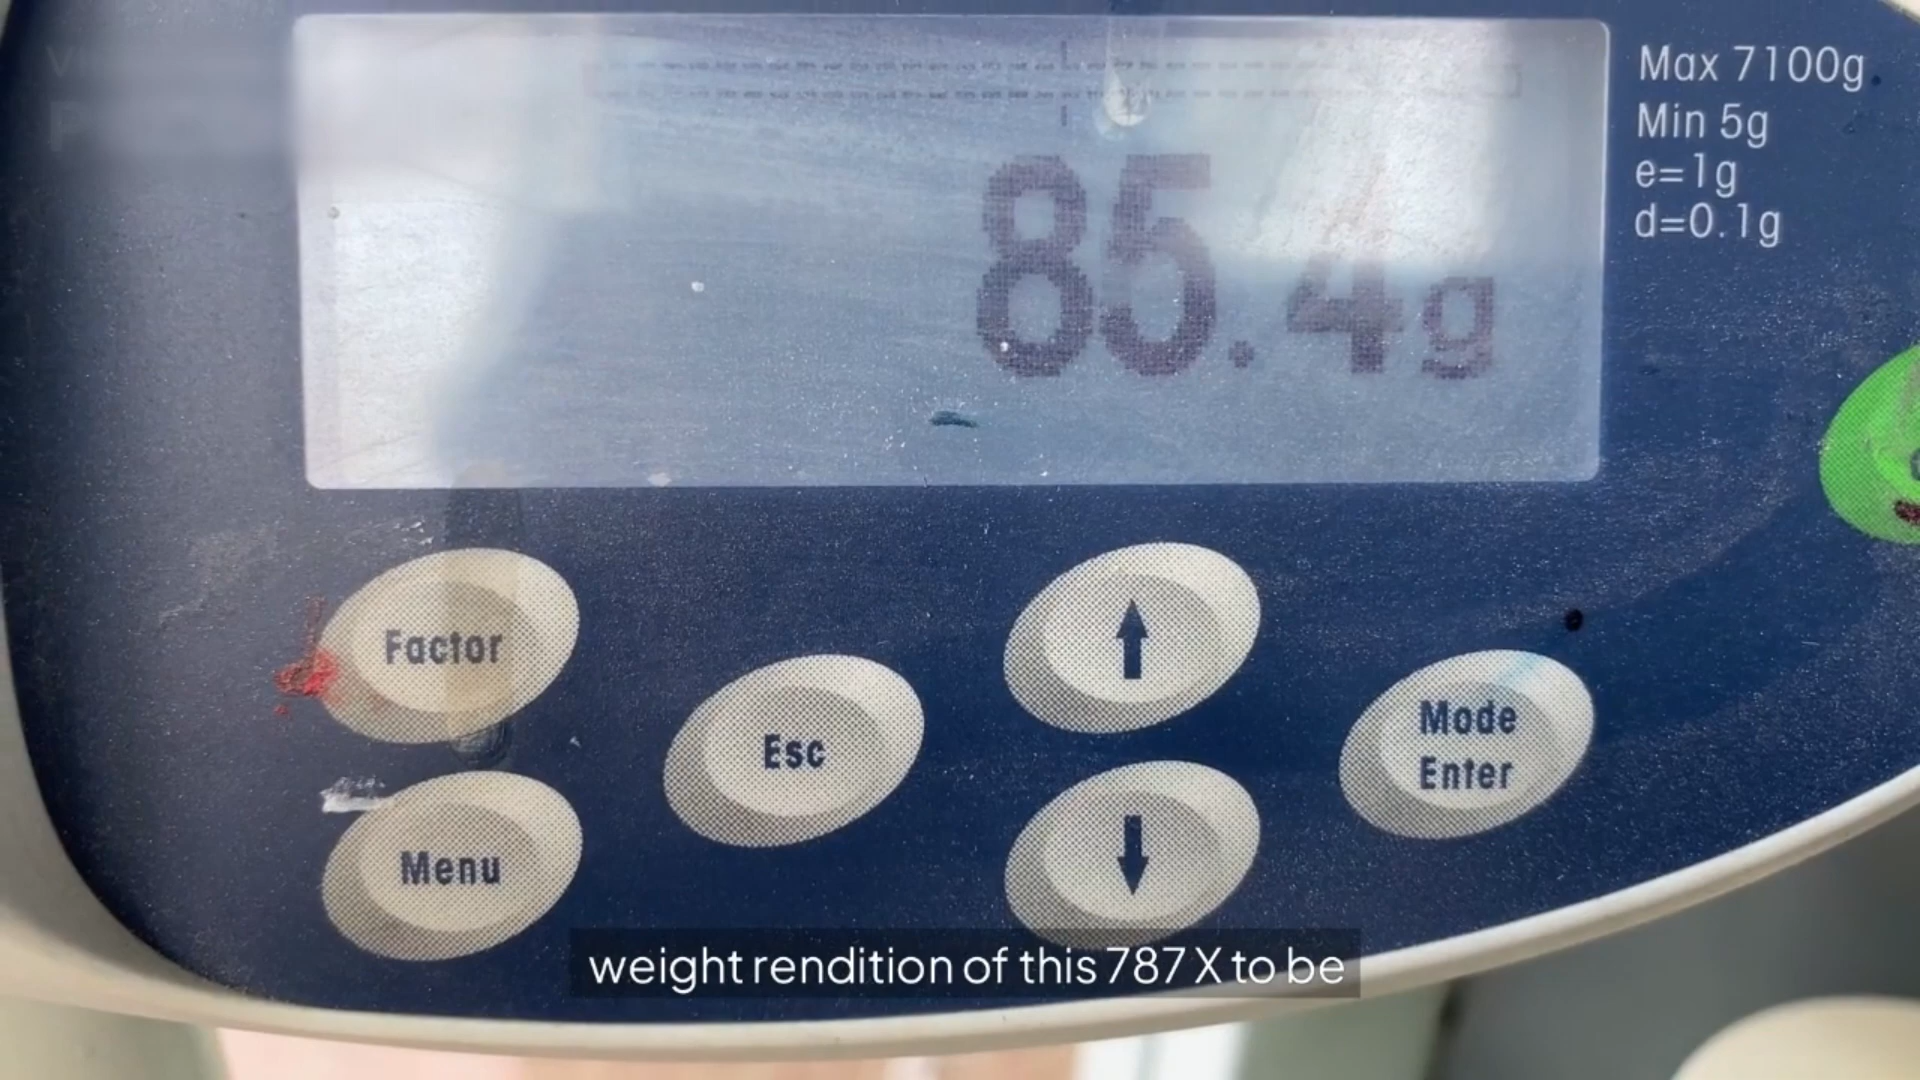 85.4g
Max 7100g
Min 5g
e=1g
d=0.1g
Factor
Esc
Mode
Enter
Menu
weight rendition of this 787 X to be